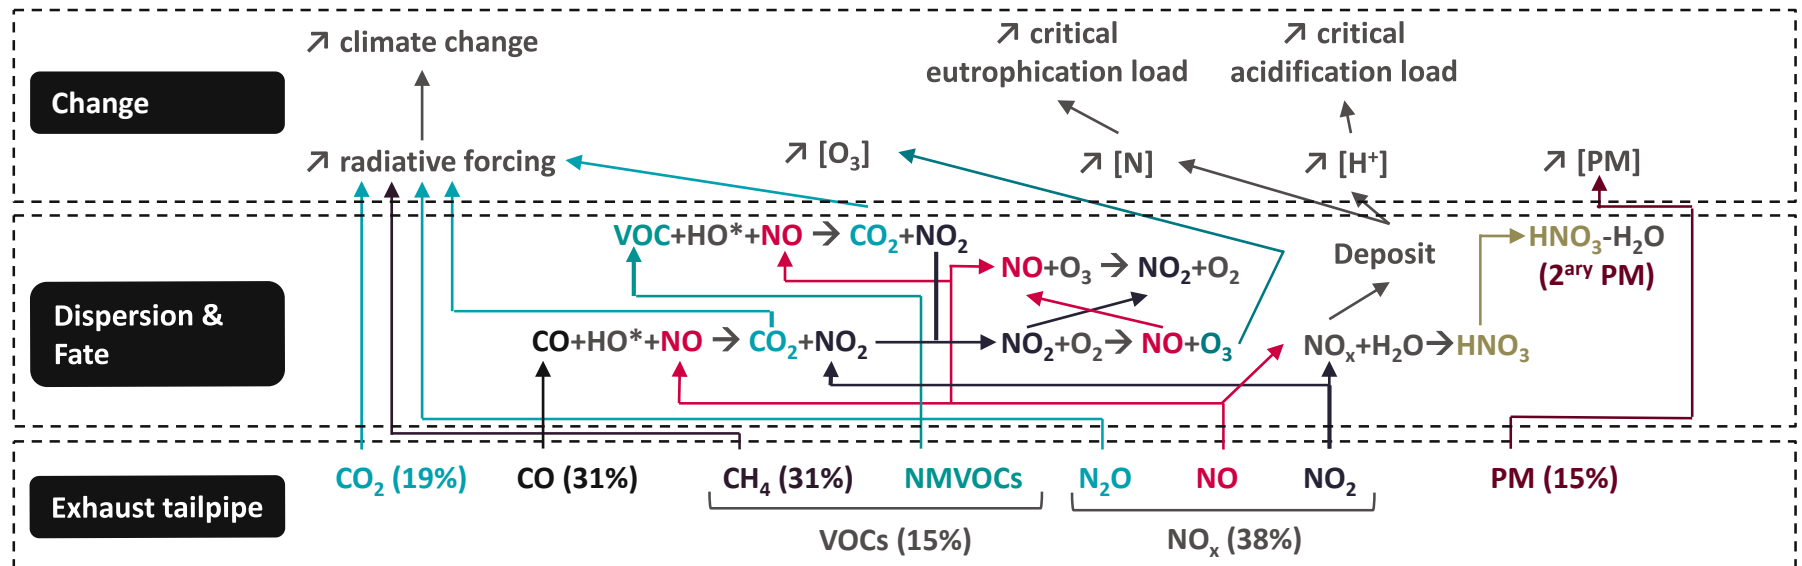 Change
↗ climate change
↗ critical
eutrophication load
↗ critical
acidification load
↗ radiative forcing
↗ [O₃]
↗ [N]
↗ [H⁺]
↗ [PM]
Dispersion &
Fate
VOC+HO*+NO → CO₂+NO₂
NO+O₃ → NO₂+O₂
CO+HO*+NO → CO₂+NO₂
NO₂+O₂→ NO+O₃
Deposit
NOₓ+H₂O→HNO₃
HNO₃-H₂O
(2ᵃʳʸ PM)
Exhaust tailpipe
CO₂ (19%)
CO (31%)
CH₄ (31%)
NMVOCs
N₂O
NO
NO₂
PM (15%)
VOCs (15%)
NOₓ (38%)